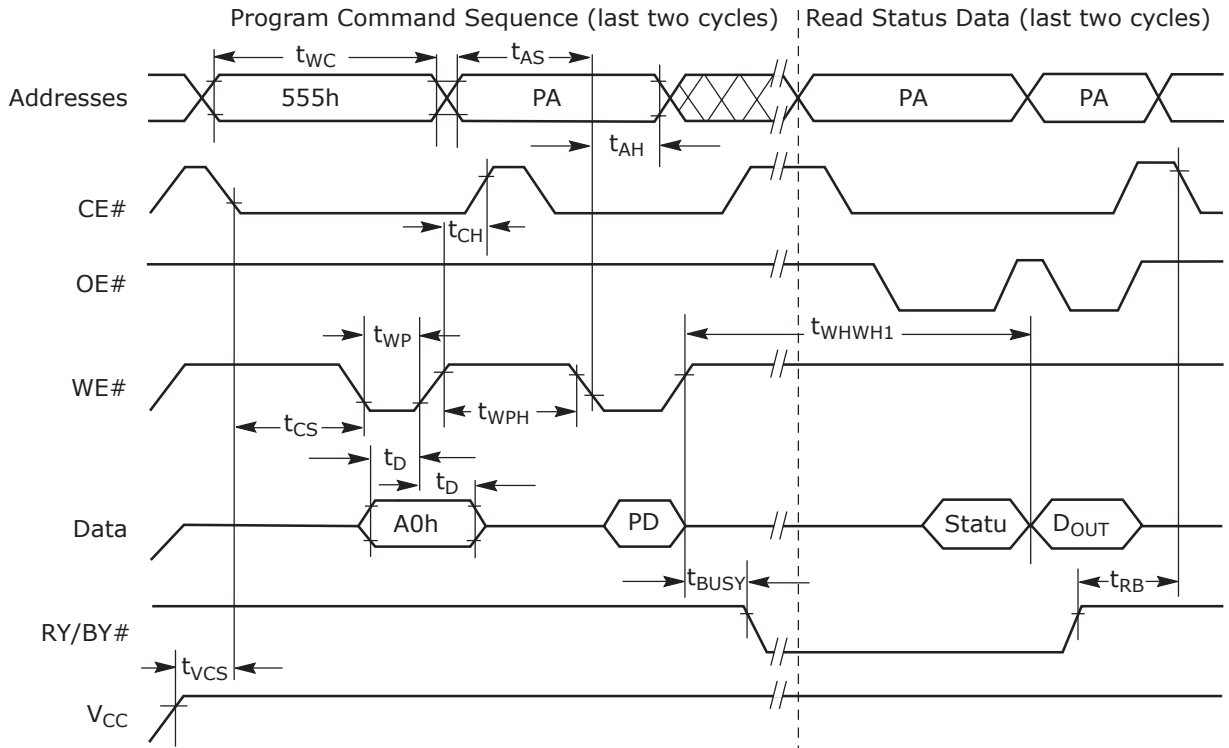 Program Command Sequence (last two cycles) Read Status Data (last two cycles)
tWC tAS
Addresses 555h PA PA PA
tAH
CE#
tCH
OE#
tWP tWHWH1
WE#
tCS tWPH
tD
tD
Data A0h PD Statu DOUT
tBUSY tRB
RY/BY#
tVCS
VCC